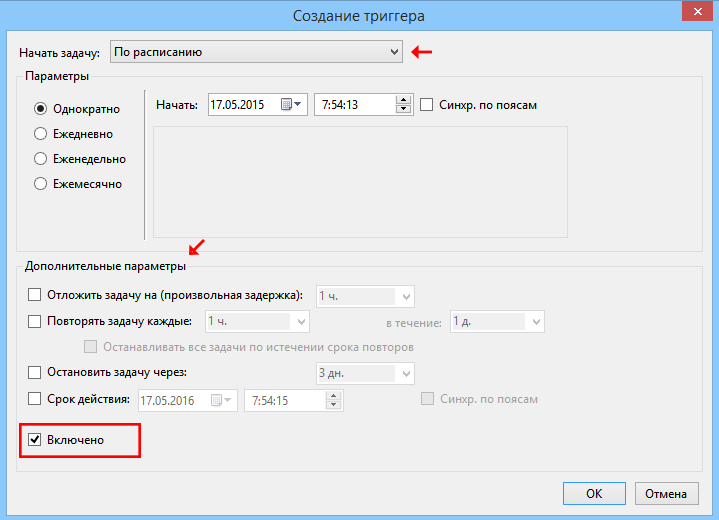 Создание триггера
Начать задачу: По расписанию
Параметры
Однократно
Ежедневно
Еженедельно
Ежемесячно
Начать: 17.05.2015 7:54:13 Синхр. по поясам
Дополнительные параметры
Отложить задачу на (произвольная задержка): 1 ч.
Повторять задачу каждые: 1 ч. в течение: 1 д.
Останавливать все задачи по истечении срока повторов
Остановить задачу через: 3 дн.
Срок действия: 17.05.2016 7:54:15 Синхр. по поясам
Включено
ОК Отмена